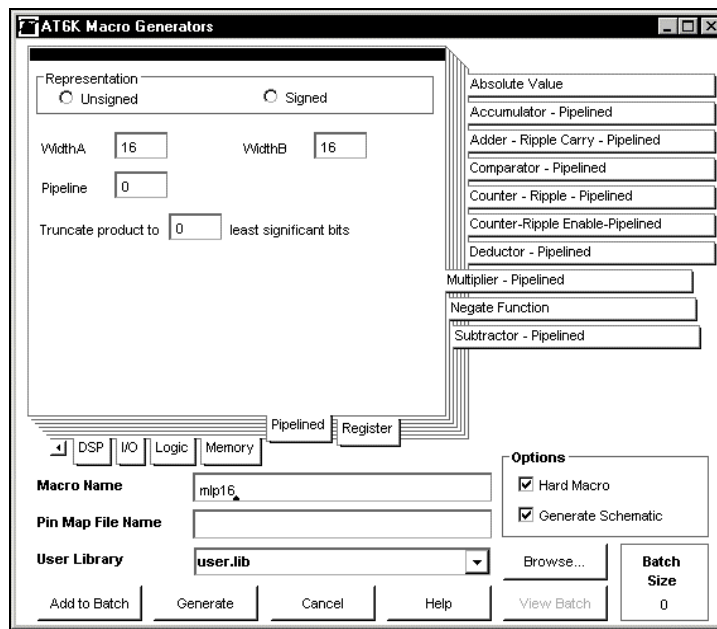 AT6K Macro Generators
Representation
Unsigned Signed
WidthA 16 WidthB 16
Pipeline 0
Truncate product to 0 least significant bits
Absolute Value
Accumulator - Pipelined
Adder - Ripple Carry - Pipelined
Comparator - Pipelined
Counter - Ripple - Pipelined
Counter-Ripple Enable-Pipelined
Deductor - Pipelined
Multiplier - Pipelined
Negate Function
Subtractor - Pipelined
Pipelined Register
DSP I/O Logic Memory
Macro Name mlp16
Pin Map File Name
User Library user.lib
Options
Hard Macro
Generate Schematic
Browse...
Batch Size
0
Add to Batch Generate Cancel Help View Batch